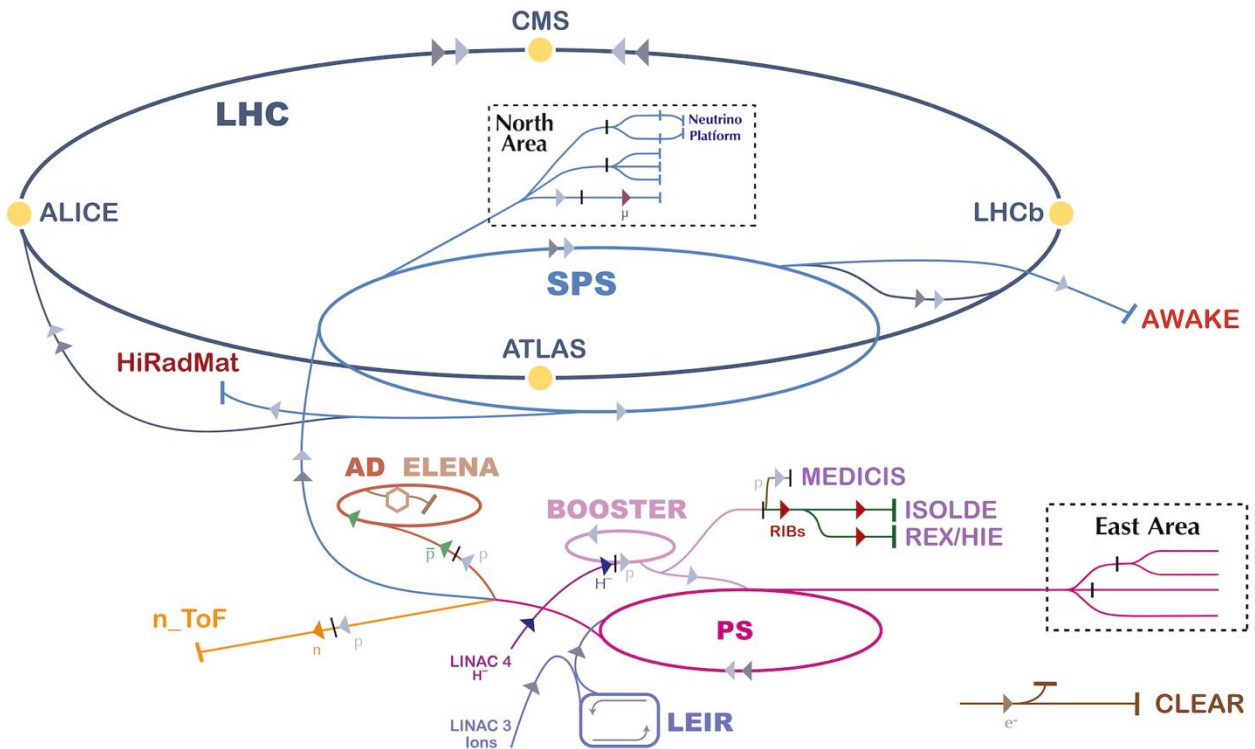 CMS
LHC
North
Area
Neutrino
Platform
μ
ALICE
LHCb
SPS
AWAKE
ATLAS
HiRadMat
AD ELENA
p̅
p
BOOSTER
H⁻
p
p
MEDICIS
RIBs
ISOLDE
REX/HIE
East Area
n_ToF
n
p
PS
LINAC 4
H⁻
LINAC 3
Ions
LEIR
e⁻
CLEAR